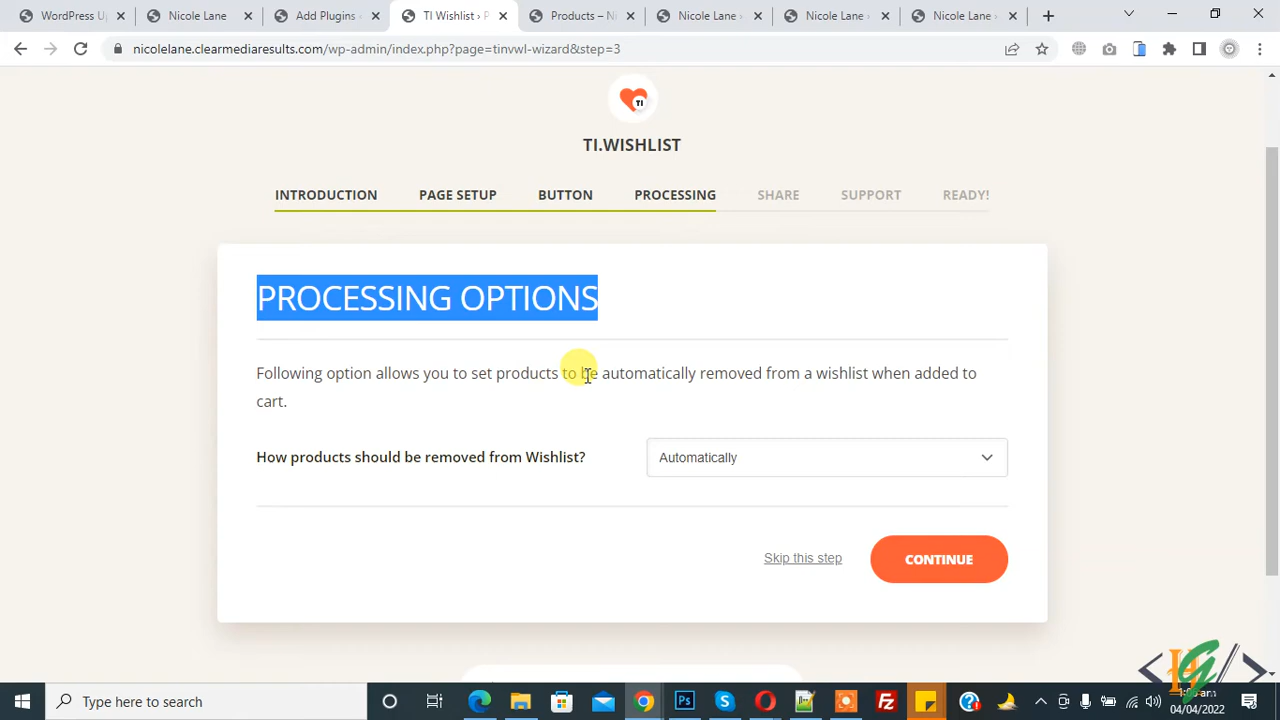 WordPress Up
Nicole Lane
Add Plugins ‹
TI Wishlist › P
Products – Ni
Nicole Lane ›
Nicole Lane ›
Nicole Lane ›
nicolelane.clearmediaresults.com/wp-admin/index.php?page=tinvwl-wizard&step=3
TI
TI.WISHLIST
INTRODUCTION PAGE SETUP BUTTON PROCESSING SHARE SUPPORT READY!
PROCESSING OPTIONS
Following option allows you to set products to be automatically removed from a wishlist when added to
cart.
How products should be removed from Wishlist? Automatically
Skip this step CONTINUE
Type here to search
04/04/2022